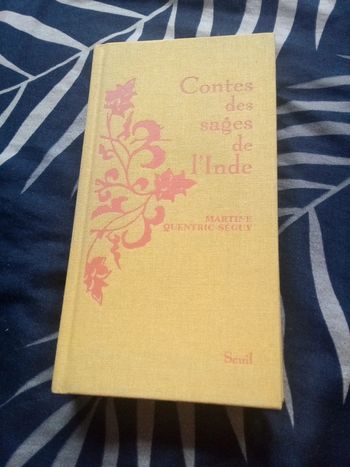 Contes
des
sages
de
l'Inde
MARTINE
QUENTRIC-SÉGUY
Seuil